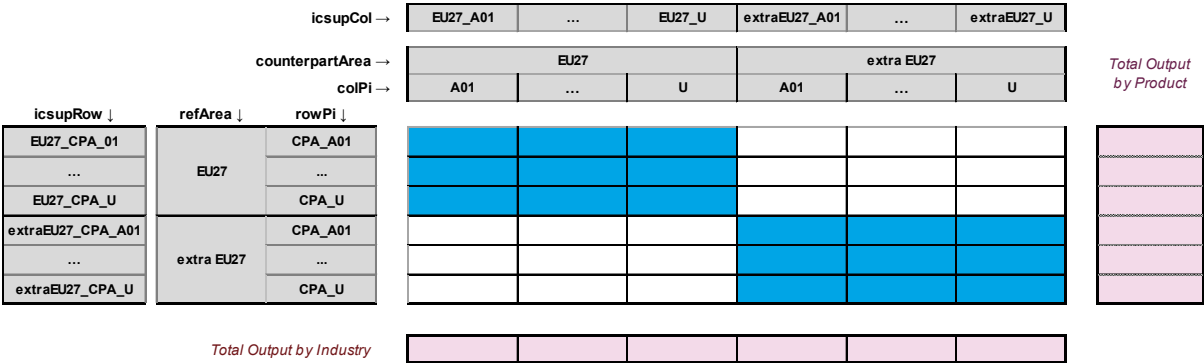 icsupCol → EU27_A01 ... EU27_U extraEU27_A01 ... extraEU27_U
counterpartArea → EU27 extra EU27
Total Output
by Product
colPi → A01 ... U A01 ... U
icsupRow ↓ refArea ↓ rowPi ↓
EU27_CPA_01 CPA_A01
... EU27 ...
EU27_CPA_U CPA_U
extraEU27_CPA_A01 CPA_A01
... extra EU27 ...
extraEU27_CPA_U CPA_U
Total Output by Industry